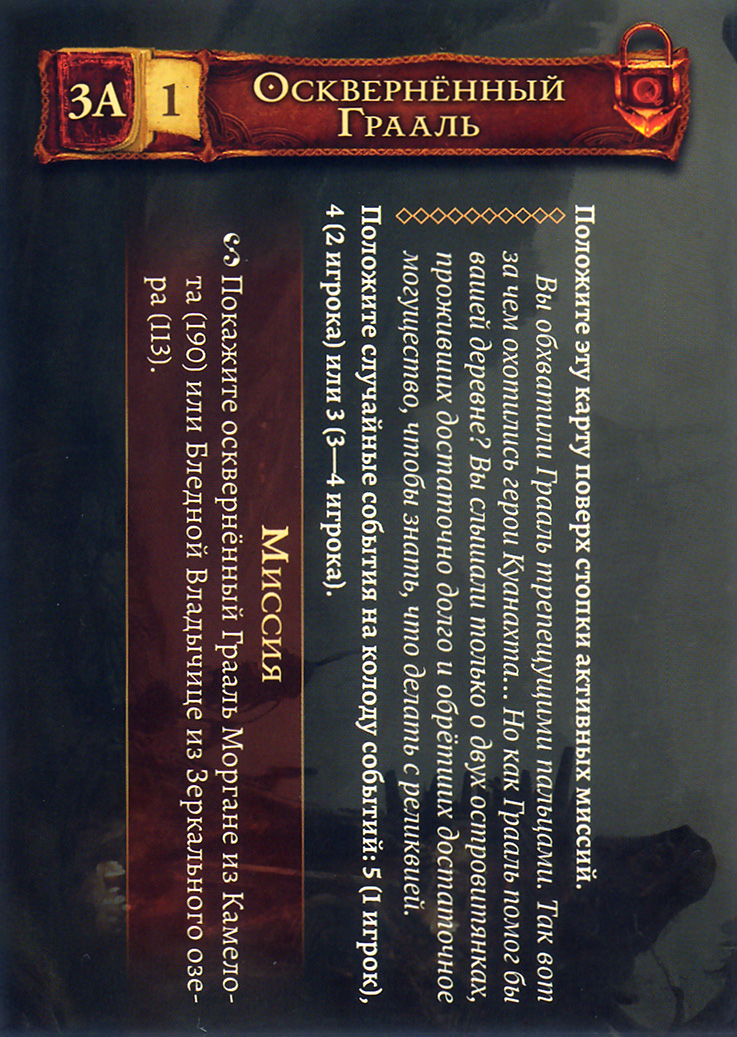 3А
1
Осквернённый
Грааль
Q
Положите эту карту поверх стопки активных миссий.
Вы обхватили Грааль трепещущими пальцами. Так вот
за чем охотились герои Куанахта... Но как Грааль помог бы
вашей деревне? Вы слышали только о двух островитянках,
проживших достаточно долго и обретших достаточное
могущество, чтобы знать, что делать с реликвией.
Положите случайные события на колоду событий: 5 (1 игрок),
4 (2 игрока) или 3 (3—4 игрока).
Миссия
Покажите осквернённый Грааль Моргане из Камело-
та (190) или Бледной Владычице из Зеркального озе-
ра (113).